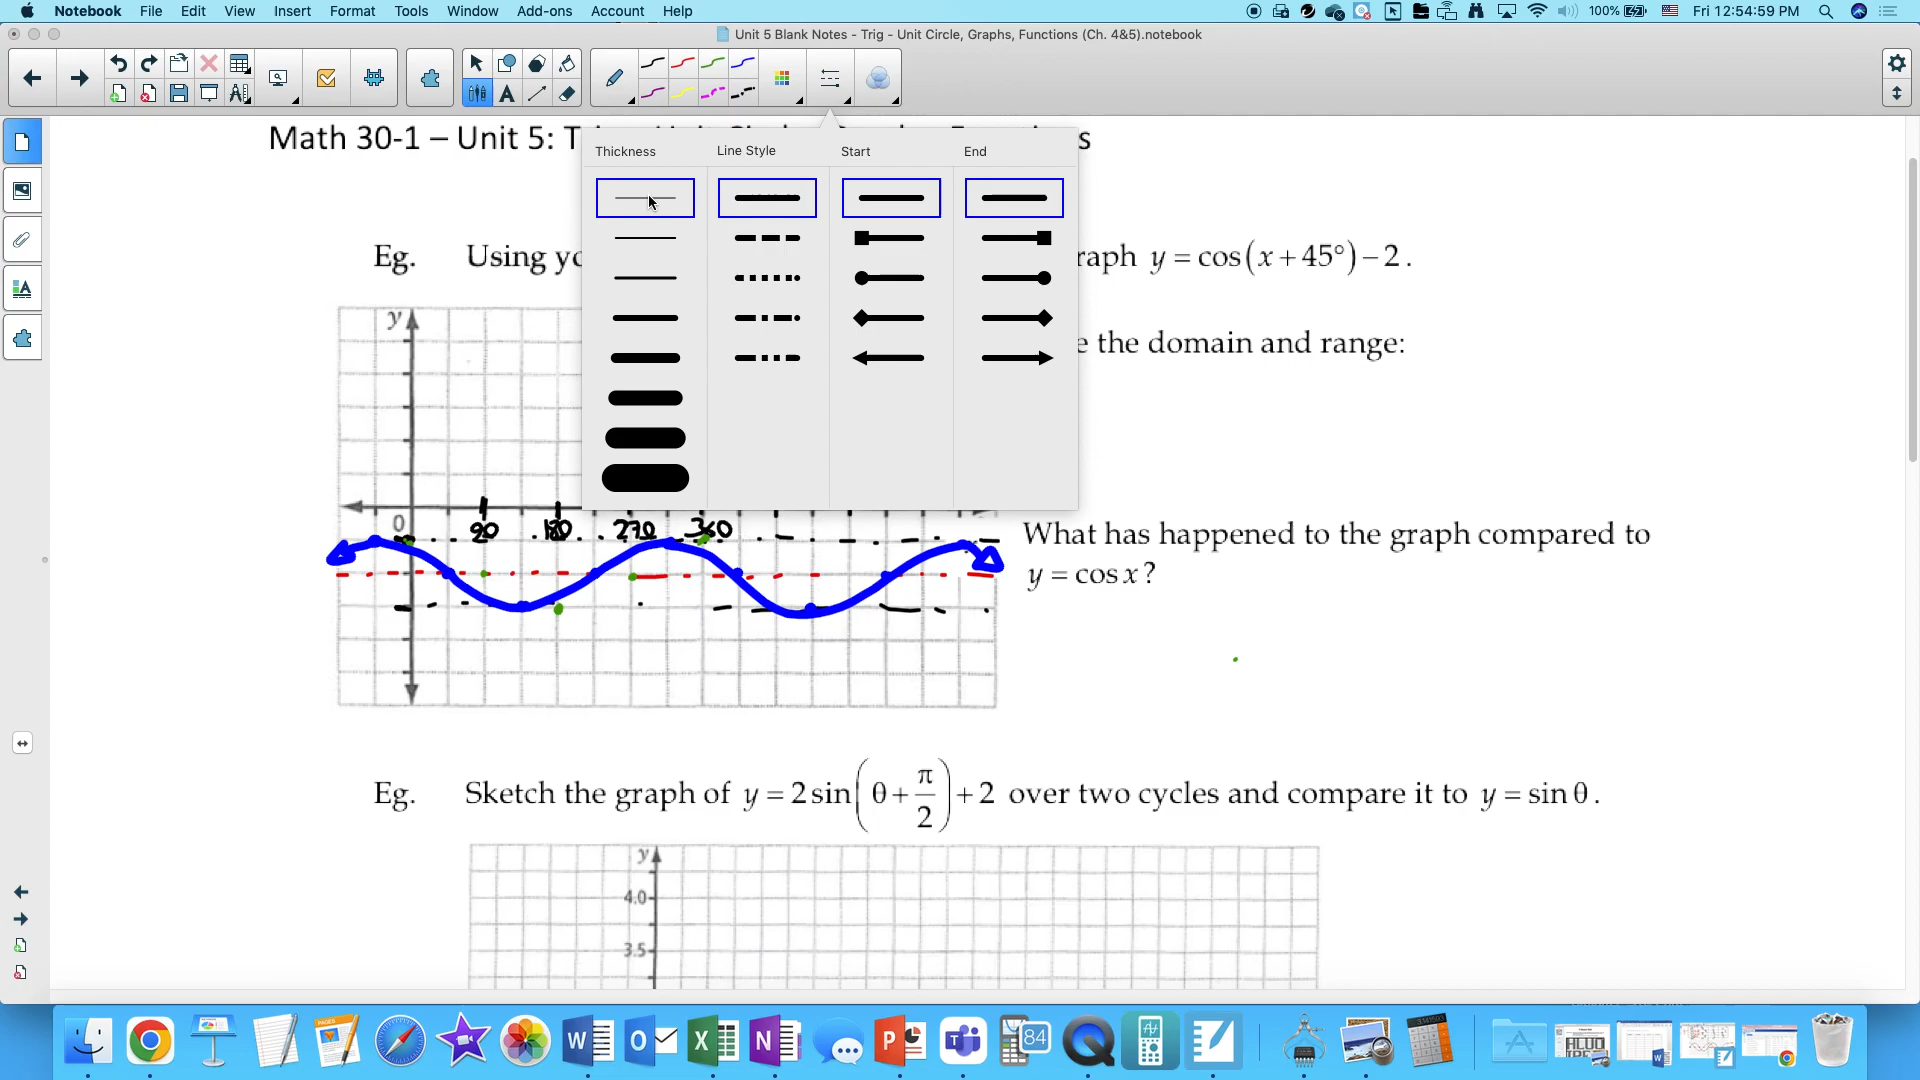 Notebook File Edit View Insert Format Tools Window Add-ons Account Help 100% Fri 12:54:59 PM
Unit 5 Blank Notes - Trig - Unit Circle, Graphs, Functions (Ch. 4&5).notebook
Math 30-1 – Unit 5: T
s
Thickness Line Style Start End
Eg. Using yo
raph y = cos(x + 45°) – 2 .
e the domain and range:
y
0 90 180 270 360
What has happened to the graph compared to
y = cos x ?
Eg. Sketch the graph of y = 2 sin(θ + π/2) + 2 over two cycles and compare it to y = sin θ .
y
4.0
3.5
84